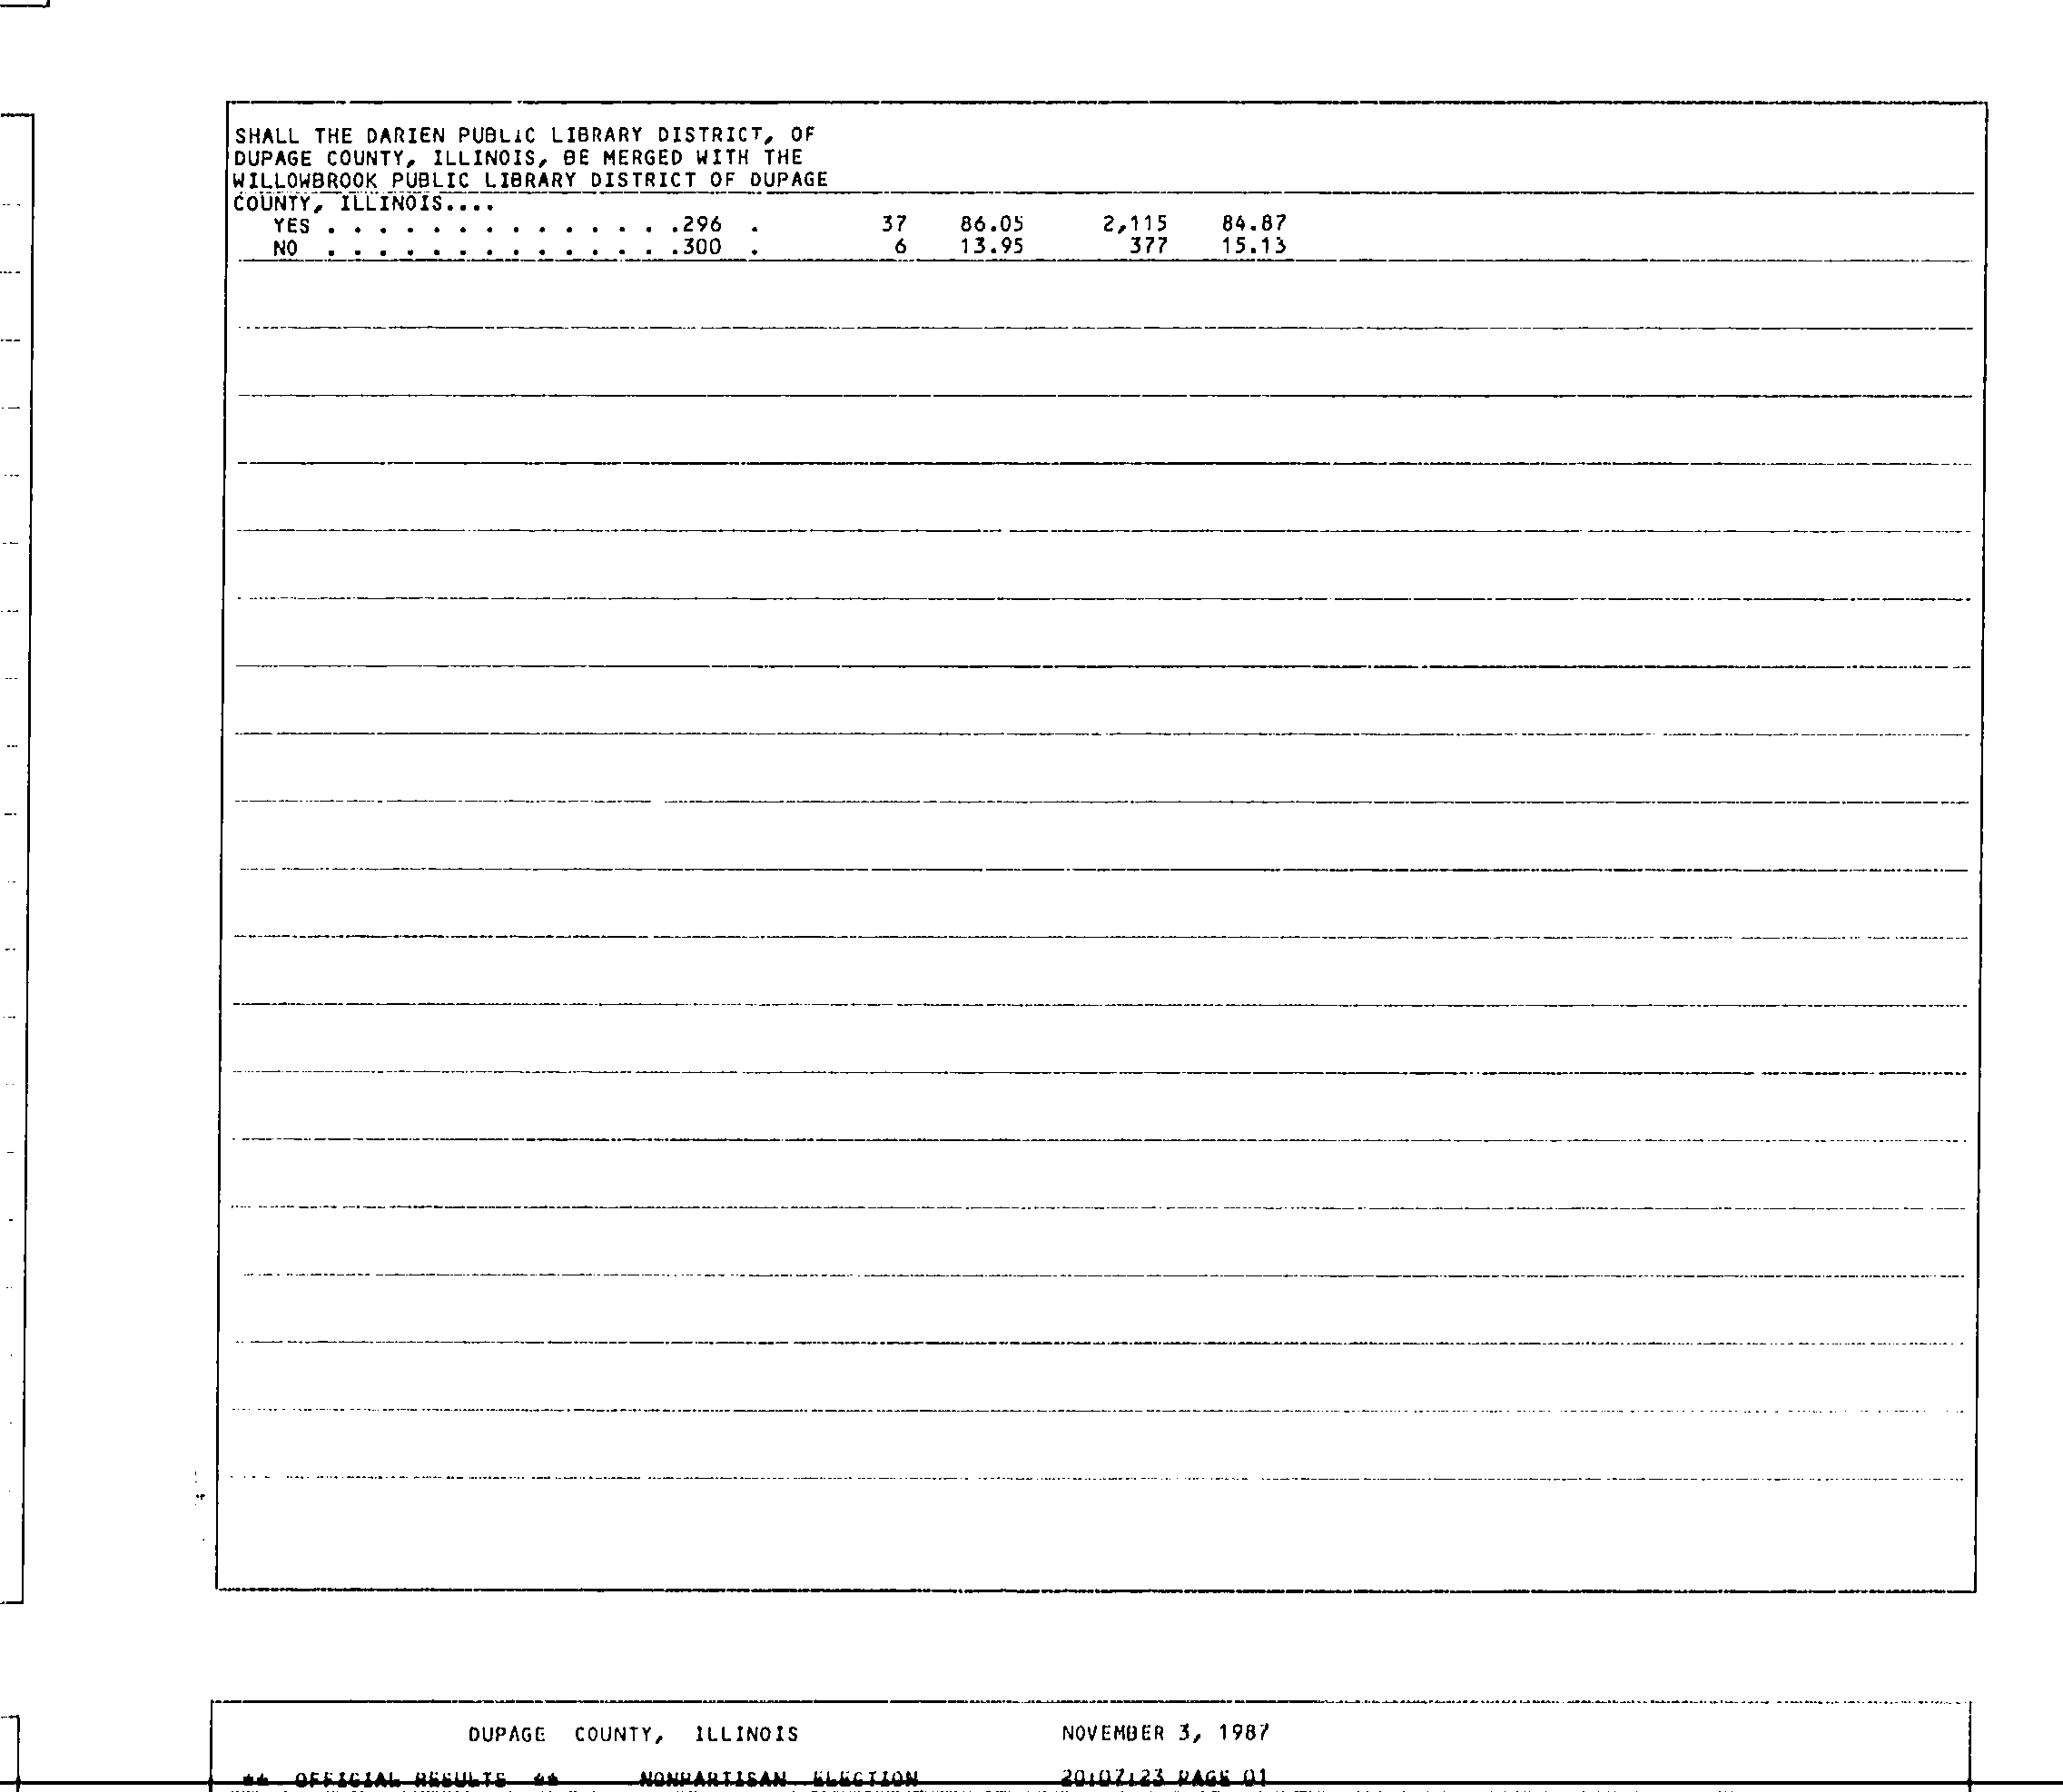 SHALL THE DARIEN PUBLIC LIBRARY DISTRICT, OF
DUPAGE COUNTY, ILLINOIS, BE MERGED WITH THE
WILLOWBROOK PUBLIC LIBRARY DISTRICT OF DUPAGE
COUNTY, ILLINOIS....
YES . . . . . . . . . . . . . .296 . 37 86.05 2,115 84.87
NO . . . . . . . . . . . . . .300 . 6 13.95 377 15.13
DUPAGE COUNTY, ILLINOIS NOVEMBER 3, 1987
** OFFICIAL RESULTS ** NONPARTISAN ELECTION 20:07:23 PAGE 01